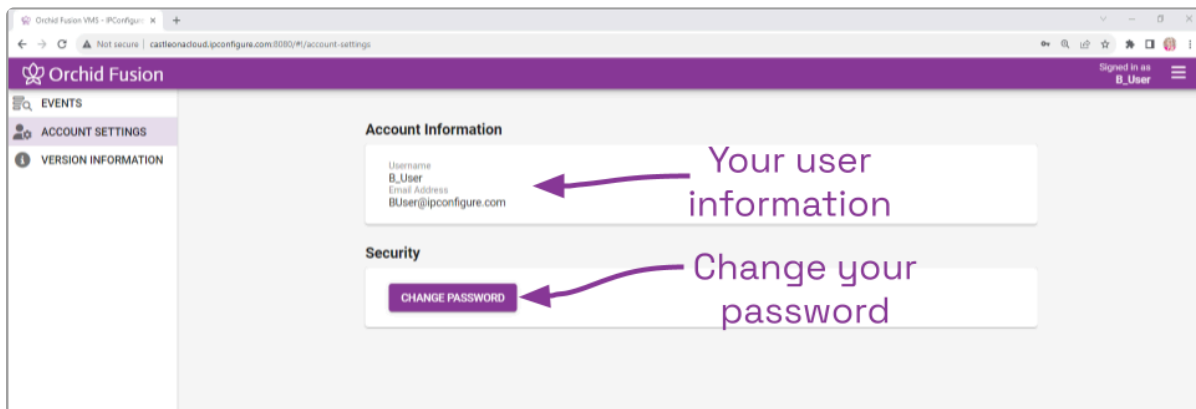 Orchid Fusion VMS - IPConfigure
Not secure | castleonacloud.ipconfigure.com:8080/#!/account-settings
Orchid Fusion
Signed in as
B_User
EVENTS
ACCOUNT SETTINGS
VERSION INFORMATION
Account Information
Username
B_User
Email Address
BUser@ipconfigure.com
Your user
information
Security
CHANGE PASSWORD
Change your
password